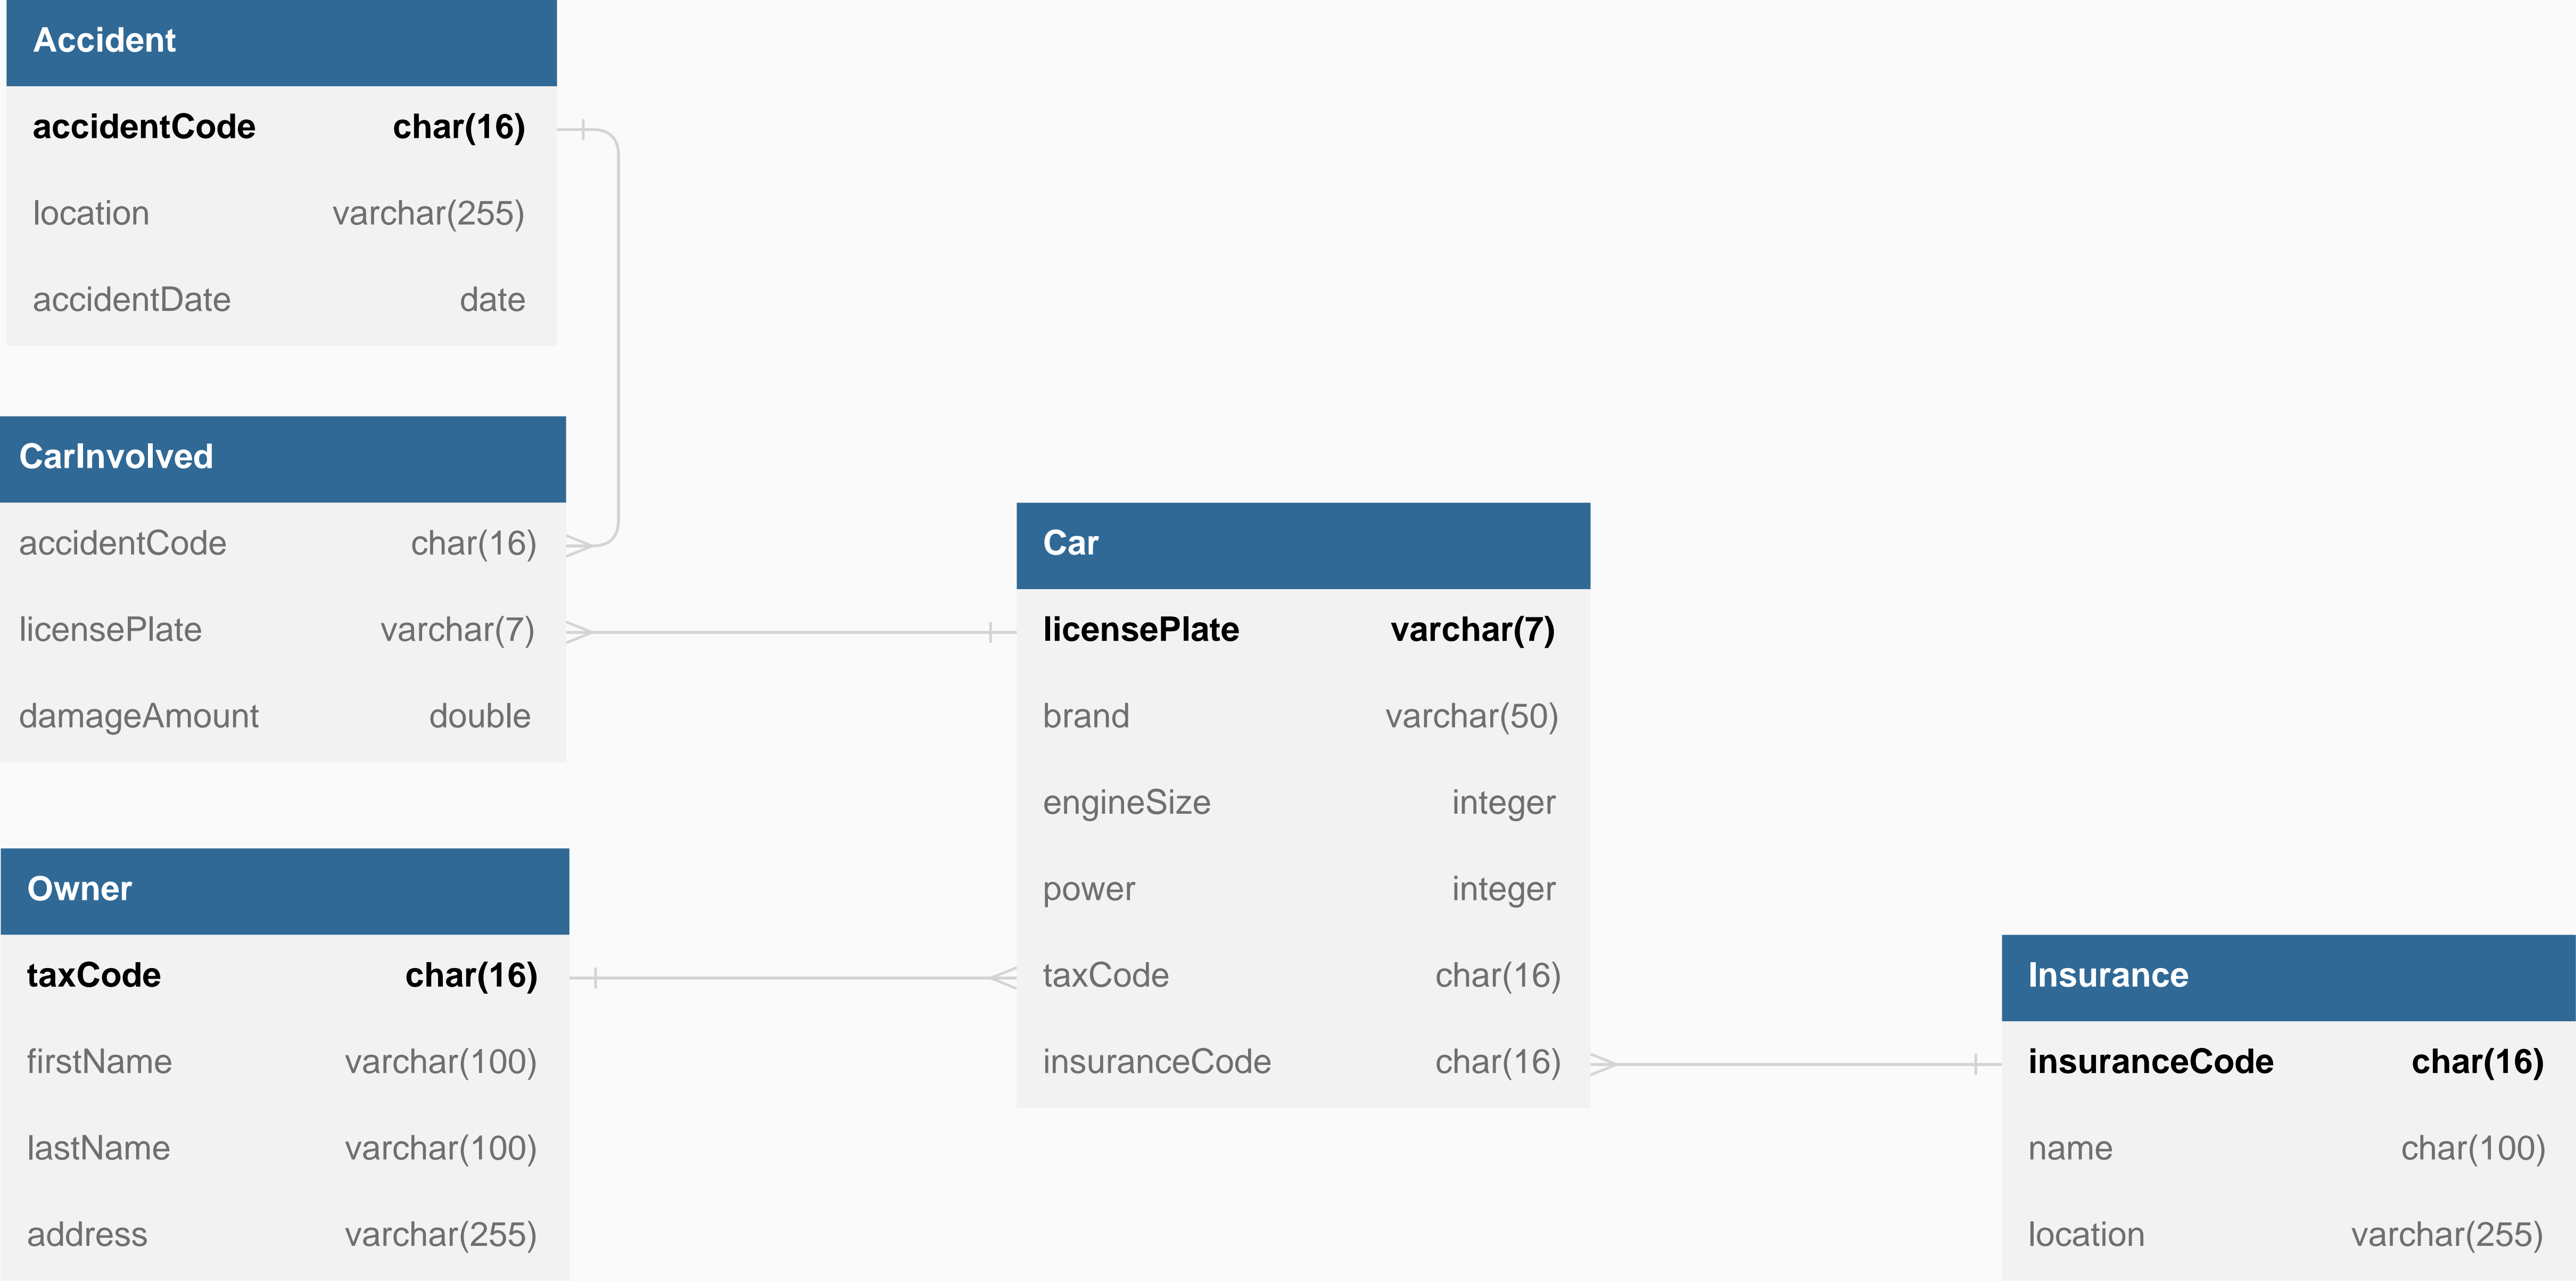 Accident
accidentCode char(16)
location varchar(255)
accidentDate date
CarInvolved
accidentCode char(16)
licensePlate varchar(7)
damageAmount double
Owner
taxCode char(16)
firstName varchar(100)
lastName varchar(100)
address varchar(255)
Car
licensePlate varchar(7)
brand varchar(50)
engineSize integer
power integer
taxCode char(16)
insuranceCode char(16)
Insurance
insuranceCode char(16)
name char(100)
location varchar(255)